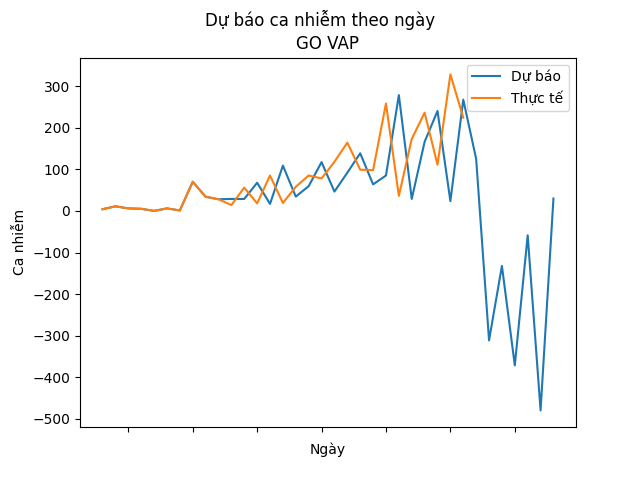 Dự báo ca nhiễm theo ngày
GO VAP
Dự báo
Thực tế
300
200
100
0
−100
−200
−300
−400
−500
Ca nhiễm
Ngày